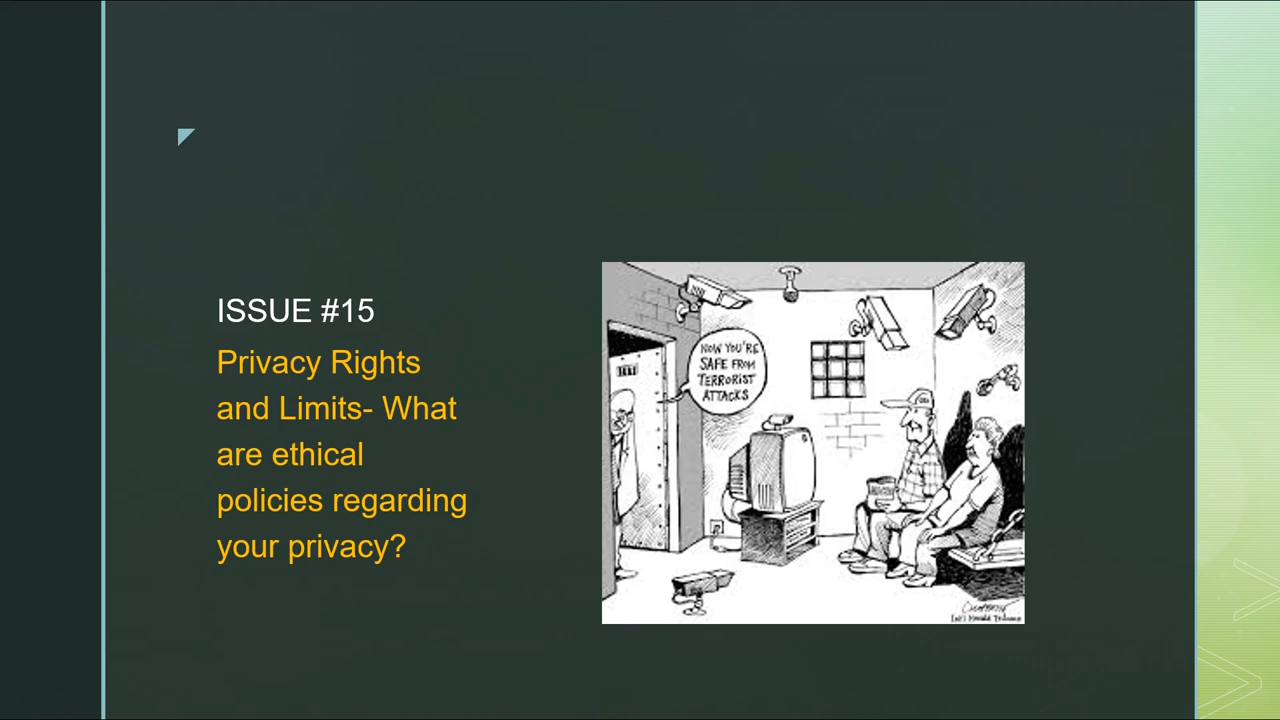 ISSUE #15
Privacy Rights
and Limits- What
are ethical
policies regarding
your privacy?
NOW YOU'RE
SAFE FROM
TERRORIST
ATTACKS